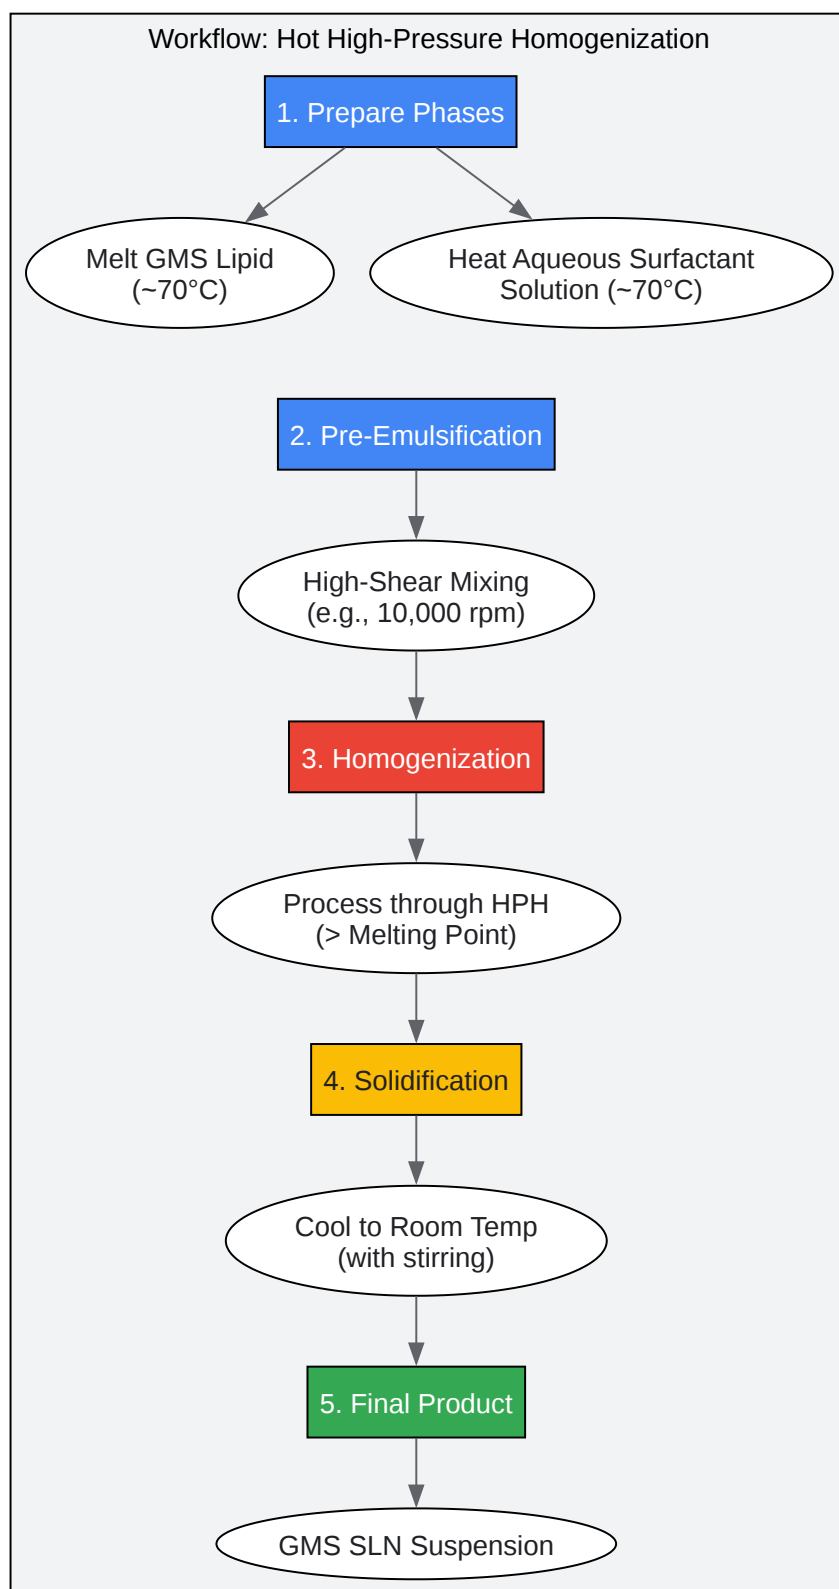 Workflow: Hot High-Pressure Homogenization
1. Prepare Phases
Melt GMS Lipid
(~70°C)
Heat Aqueous Surfactant
Solution (~70°C)
2. Pre-Emulsification
High-Shear Mixing
(e.g., 10,000 rpm)
3. Homogenization
Process through HPH
(> Melting Point)
4. Solidification
Cool to Room Temp
(with stirring)
5. Final Product
GMS SLN Suspension